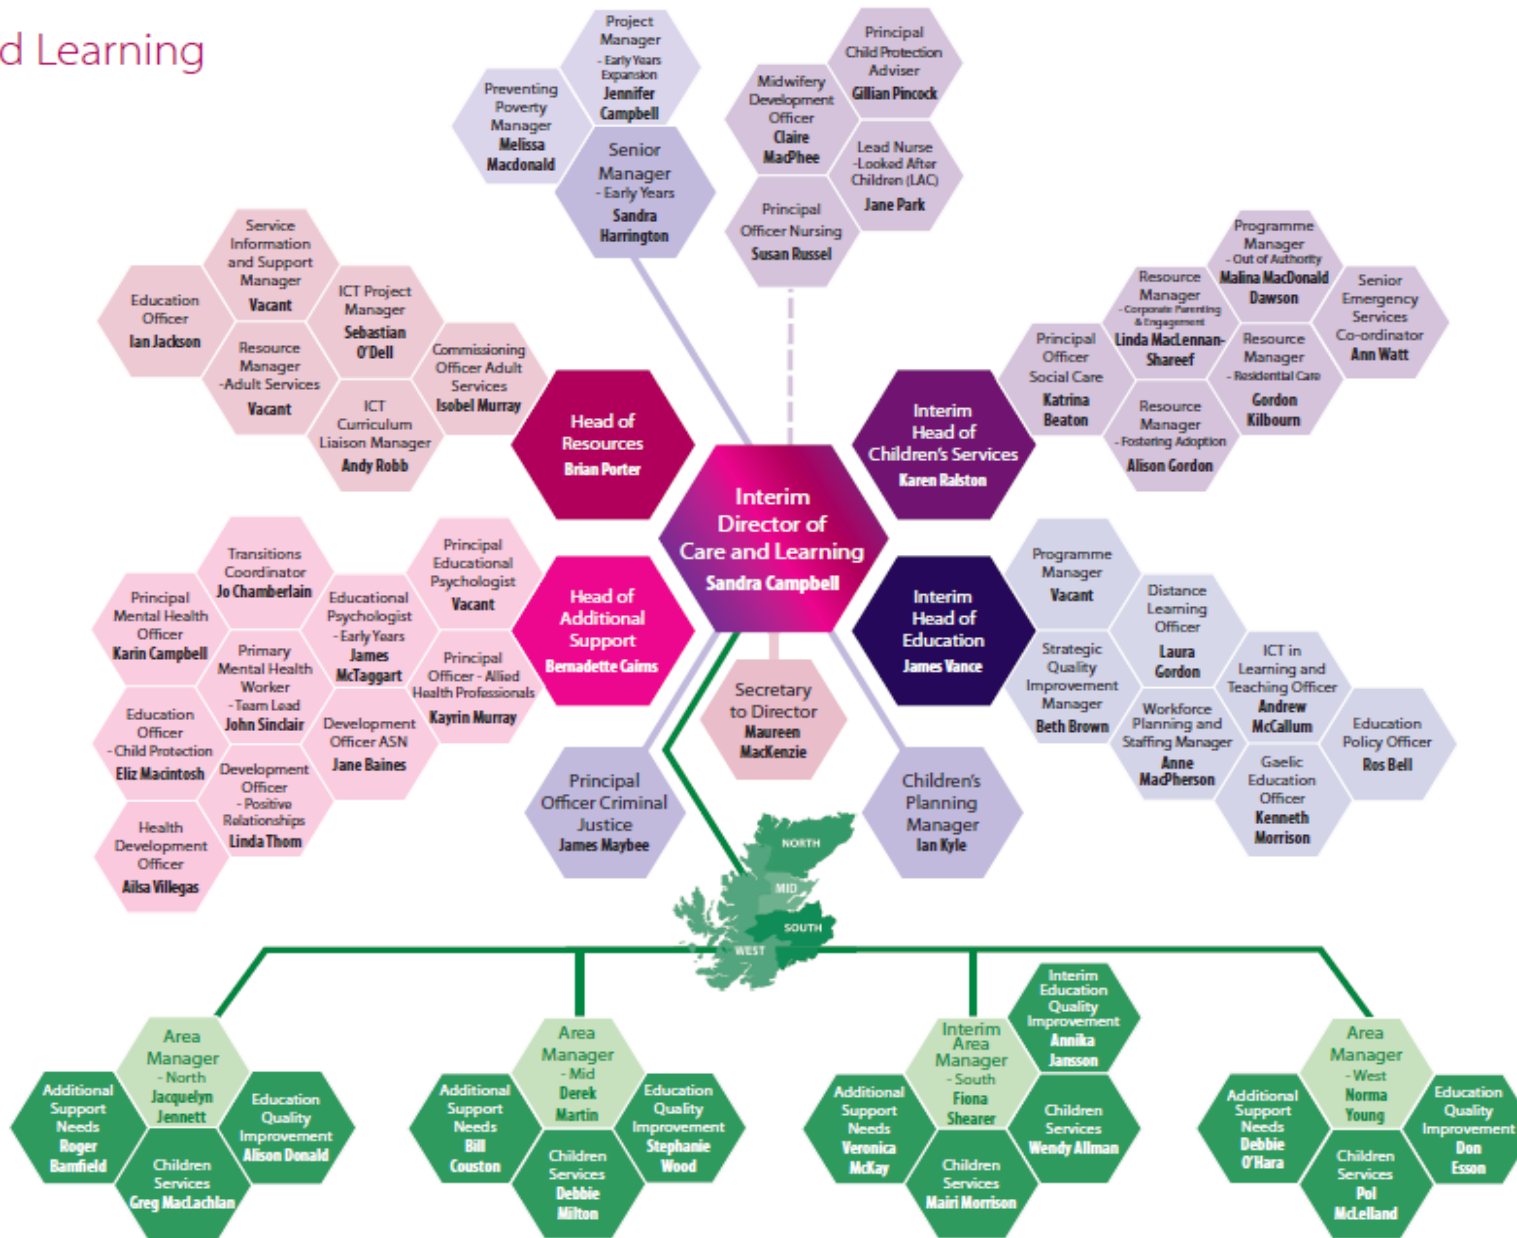 d Learning
Project
Manager
- Early Years
Expansion
Jennifer
Campbell
Preventing
Poverty
Manager
Melissa
Macdonald
Senior
Manager
- Early Years
Sandra
Harrington
Principal
Child Protection
Adviser
Gillian Pincock
Midwifery
Development
Officer
Claire
MacPhee
Lead Nurse
-Looked After
Children (LAC)
Jane Park
Principal
Officer Nursing
Susan Russel
Service
Information
and Support
Manager
Vacant
Education
Officer
Ian Jackson
ICT Project
Manager
Sebastian
O'Dell
Resource
Manager
-Adult Services
Vacant
Commissioning
Officer Adult
Services
Isobel Murray
ICT
Curriculum
Liaison Manager
Andy Robb
Head of
Resources
Brian Porter
Programme
Manager
- Out of Authority
Malina MacDonald
Dawson
Resource
Manager
- Corporate Parenting
& Engagement
Linda MacLennan-
Shareef
Senior
Emergency
Services
Co-ordinator
Ann Watt
Principal
Officer
Social Care
Katrina
Beaton
Resource
Manager
- Residential Care
Gordon
Kilbourn
Resource
Manager
- Fostering Adoption
Alison Gordon
Interim
Head of
Children's Services
Karen Ralston
Interim
Director of
Care and Learning
Sandra Campbell
Transitions
Coordinator
Jo Chamberlain
Principal
Educational
Psychologist
Vacant
Principal
Mental Health
Officer
Karin Campbell
Educational
Psychologist
- Early Years
James
McTaggart
Primary
Mental Health
Worker
- Team Lead
John Sinclair
Principal
Officer - Allied
Health Professionals
Kayrin Murray
Education
Officer
- Child Protection
Eliz Macintosh
Development
Officer ASN
Jane Baines
Development
Officer
- Positive
Relationships
Linda Thom
Health
Development
Officer
Ailsa Villegas
Head of
Additional
Support
Bernadette Cairns
Interim
Head of
Education
James Vance
Programme
Manager
Vacant
Distance
Learning
Officer
Laura
Gordon
Strategic
Quality
Improvement
Manager
Beth Brown
ICT in
Learning and
Teaching Officer
Andrew
McCallum
Workforce
Planning and
Staffing Manager
Anne
MacPherson
Education
Policy Officer
Ros Bell
Gaelic
Education
Officer
Kenneth
Morrison
Secretary
to Director
Maureen
MacKenzie
Principal
Officer Criminal
Justice
James Maybee
Children's
Planning
Manager
Ian Kyle
NORTH
MID
SOUTH
WEST
Area
Manager
- North
Jacquelyn
Jennett
Additional
Support
Needs
Roger
Bamfield
Education
Quality
Improvement
Alison Donald
Children
Services
Greg MacLachlan
Area
Manager
- Mid
Derek
Martin
Additional
Support
Needs
Bill
Couston
Education
Quality
Improvement
Stephanie
Wood
Children
Services
Debbie
Milton
Interim
Education
Quality
Improvement
Annika
Jansson
Interim
Area
Manager
- South
Fiona
Shearer
Additional
Support
Needs
Veronica
McKay
Children
Services
Wendy Allman
Children
Services
Mairi Morrison
Area
Manager
- West
Norma
Young
Additional
Support
Needs
Debbie
O'Hara
Education
Quality
Improvement
Don
Esson
Children
Services
Pol
McLelland